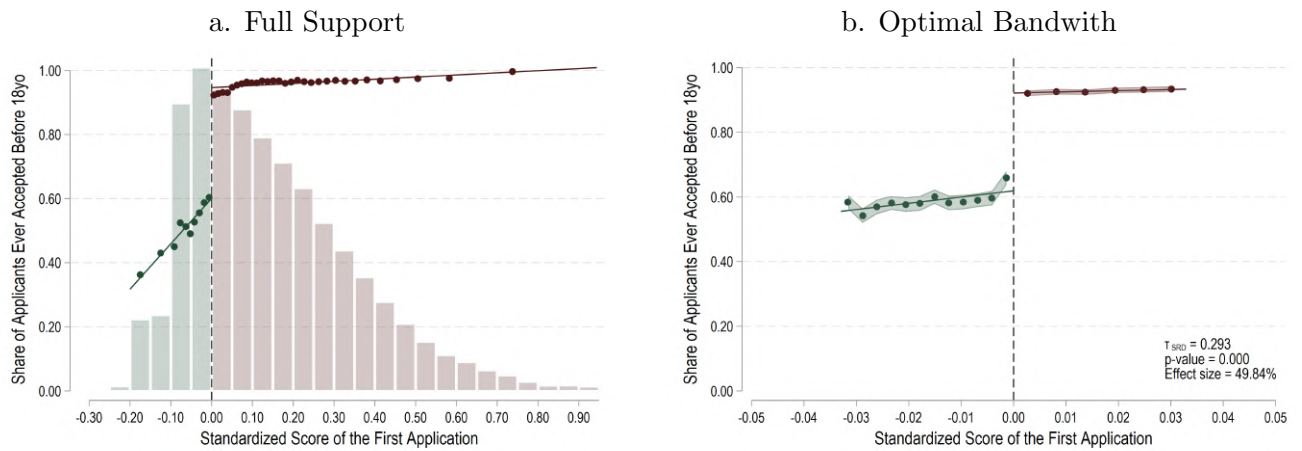 a. Full Support
Share of Applicants Ever Accepted Before 18yo
1.00
0.80
0.60
0.40
0.20
0.00
-0.30 -0.20 -0.10 0.00 0.10 0.20 0.30 0.40 0.50 0.60 0.70 0.80 0.90
Standardized Score of the First Application
b. Optimal Bandwith
Share of Applicants Ever Accepted Before 18yo
1.00
0.80
0.60
0.40
0.20
0.00
τ SRD = 0.293
p-value = 0.000
Effect size = 49.84%
-0.05 -0.04 -0.03 -0.02 -0.01 0.00 0.01 0.02 0.03 0.04 0.05
Standardized Score of the First Application